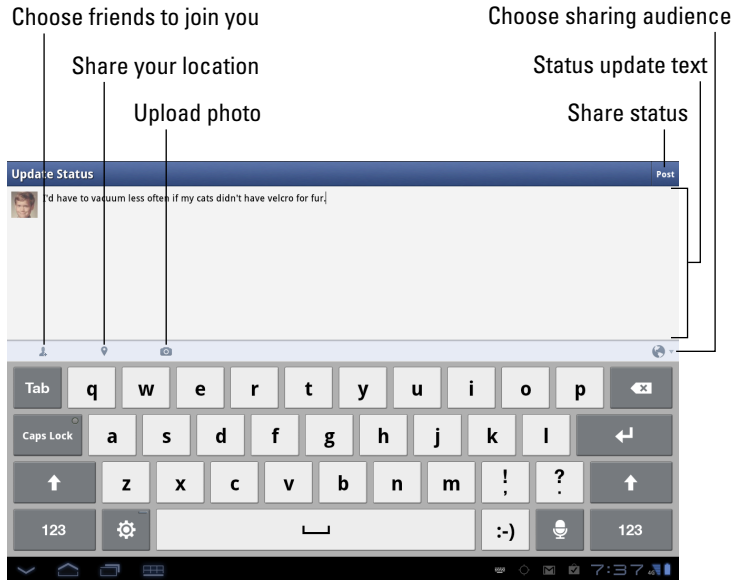 Choose friends to join you
Choose sharing audience
Share your location
Status update text
Upload photo
Share status
Update Status
Post
I'd have to vacuum less often if my cats didn't have velcro for fur.
Tab q w e r t y u i o p
Caps Lock a s d f g h j k l
z x c v b n m ! , ? .
123 :-) 123
7:37 4G